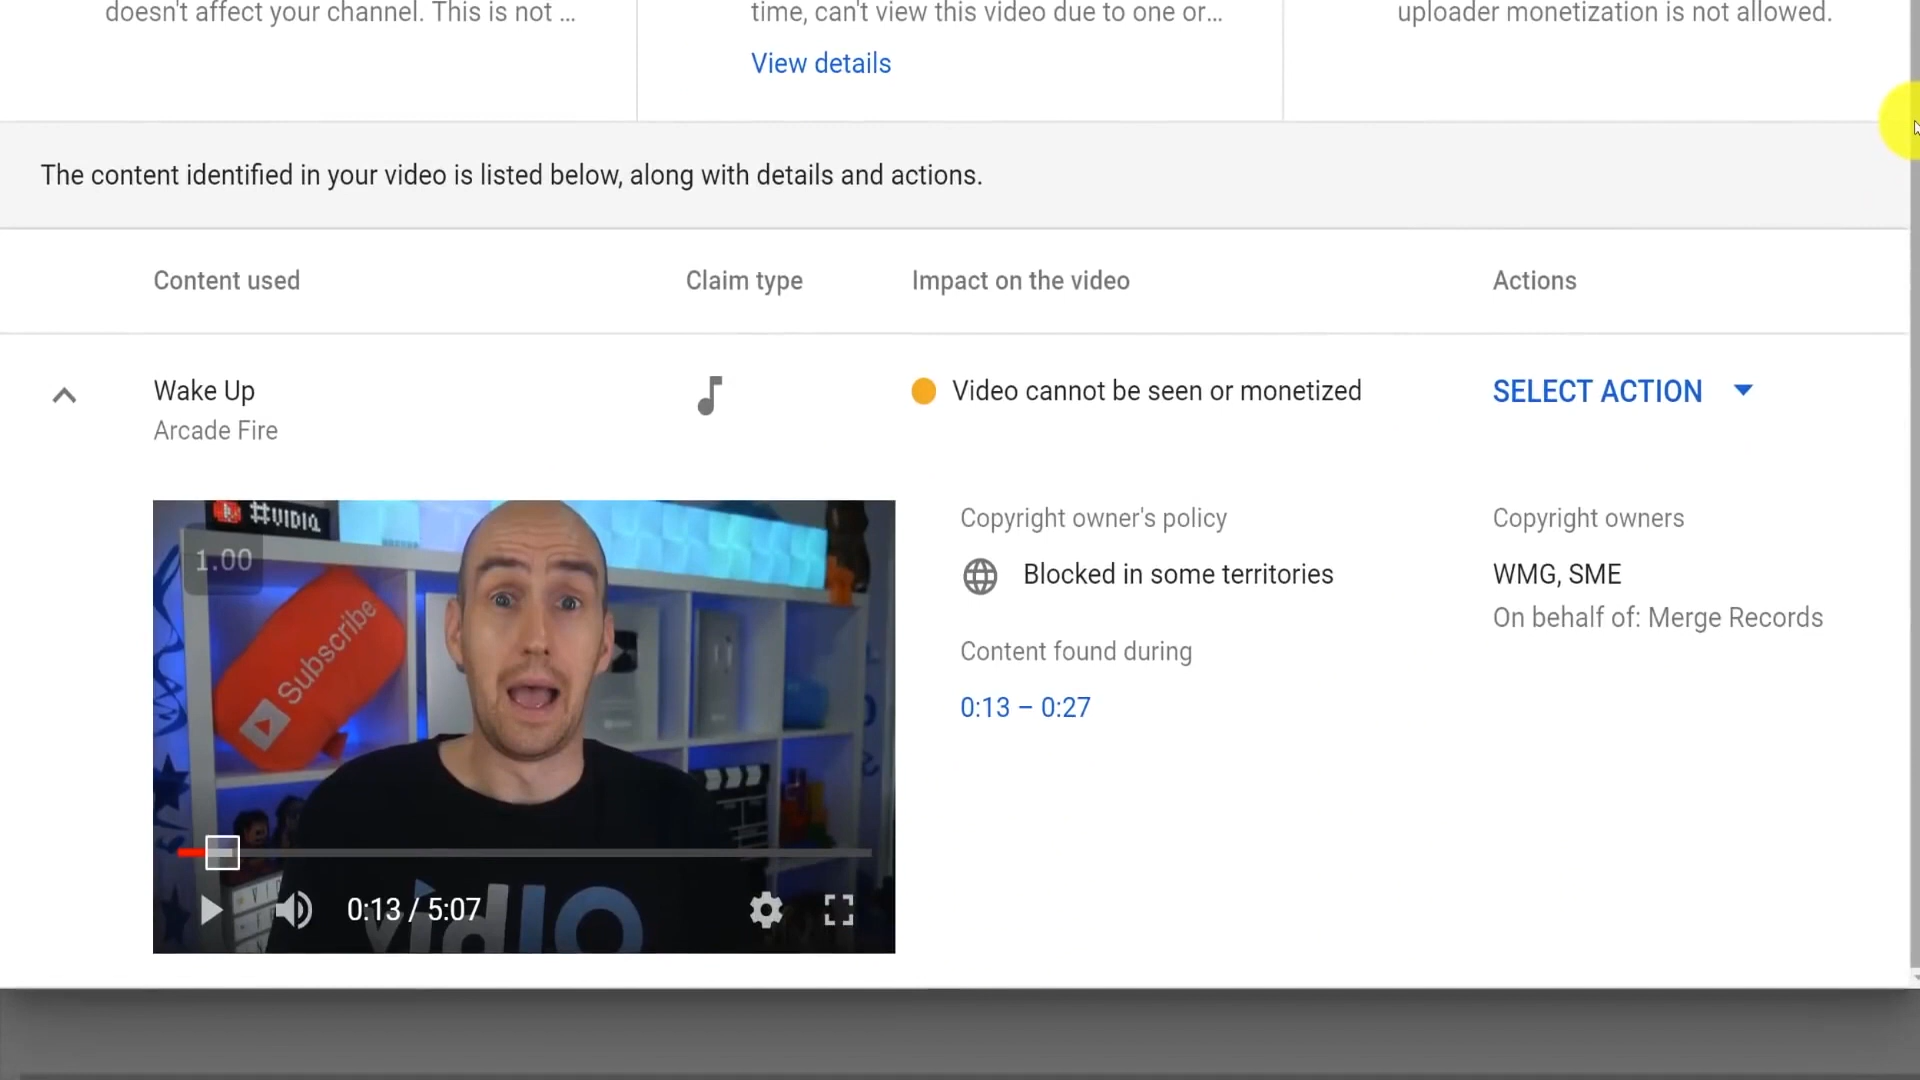 doesn't affect your channel. This is not ...
time, can't view this video due to one or...
uploader monetization is not allowed.
View details
The content identified in your video is listed below, along with details and actions.
Content used
Claim type
Impact on the video
Actions
Wake Up
Arcade Fire
Video cannot be seen or monetized
SELECT ACTION
#VIDIQ
1.00
Subscribe
vidIQ
0:13 / 5:07
Copyright owner's policy
Blocked in some territories
Content found during
0:13 – 0:27
Copyright owners
WMG, SME
On behalf of: Merge Records